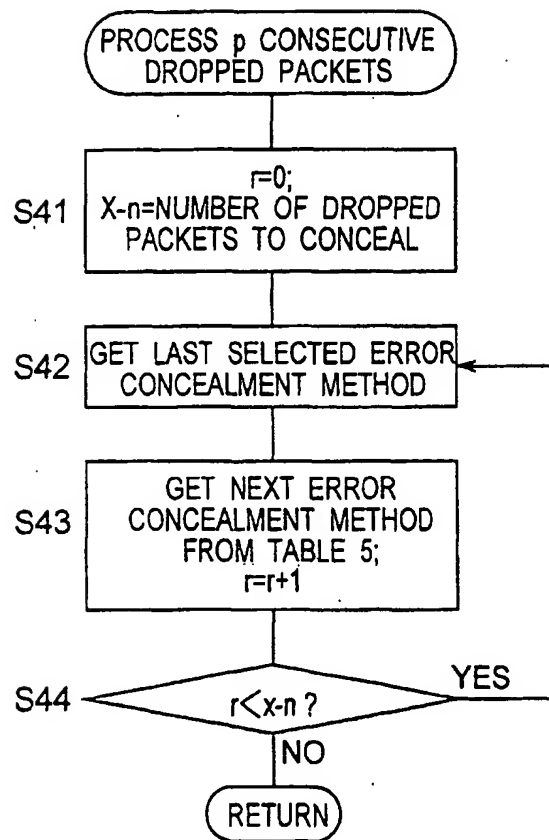 PROCESS p CONSECUTIVE
DROPPED PACKETS
S41
r=0;
X-n=NUMBER OF DROPPED
PACKETS TO CONCEAL
S42
GET LAST SELECTED ERROR
CONCEALMENT METHOD
S43
GET NEXT ERROR
CONCEALMENT METHOD
FROM TABLE 5;
r=r+1
S44
r<x-n ?
YES
NO
RETURN